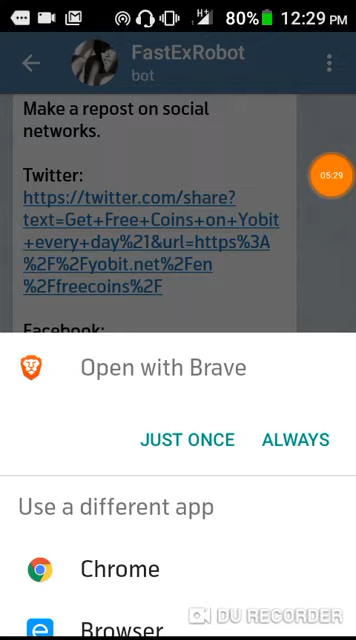 80% 12:29 PM
H+
FastExRobot
bot
Make a repost on social
networks.
05:29
Twitter:
https://twitter.com/share?
text=Get+Free+Coins+on+Yobit
+every+day%21&url=https%3A
%2F%2Fyobit.net%2Fen
%2Ffreecoins%2F
Facebook:
Open with Brave
JUST ONCE ALWAYS
Use a different app
Chrome
Browser
DU RECORDER